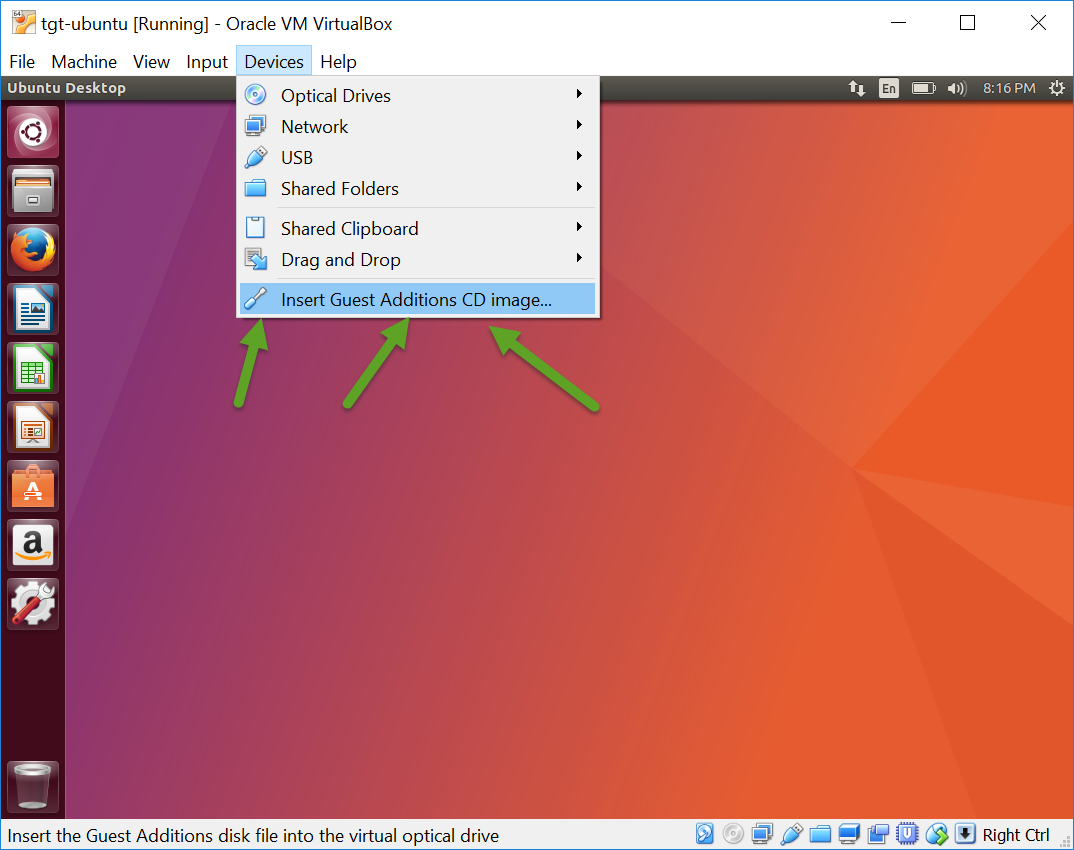 tgt-ubuntu [Running] - Oracle VM VirtualBox
File Machine View Input Devices Help
Ubuntu Desktop En 8:16 PM
Optical Drives
Network
USB
Shared Folders
Shared Clipboard
Drag and Drop
Insert Guest Additions CD image...
Insert the Guest Additions disk file into the virtual optical drive Right Ctrl